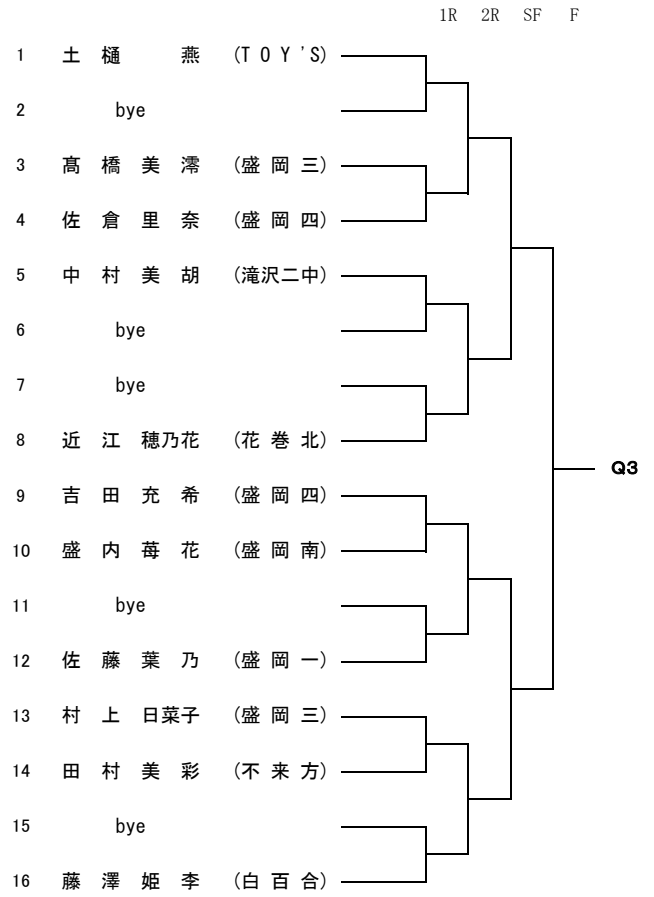 1R 2R SF F
1 土 樋 燕 (TOY'S)
2 bye
3 髙 橋 美 澪 (盛 岡 三)
4 佐 倉 里 奈 (盛 岡 四)
5 中 村 美 胡 (滝沢二中)
6 bye
7 bye
8 近 江 穂乃花 (花 巻 北)
Q3
9 吉 田 充 希 (盛 岡 四)
10 盛 内 苺 花 (盛 岡 南)
11 bye
12 佐 藤 葉 乃 (盛 岡 一)
13 村 上 日菜子 (盛 岡 三)
14 田 村 美 彩 (不 来 方)
15 bye
16 藤 澤 姫 李 (白 百 合)